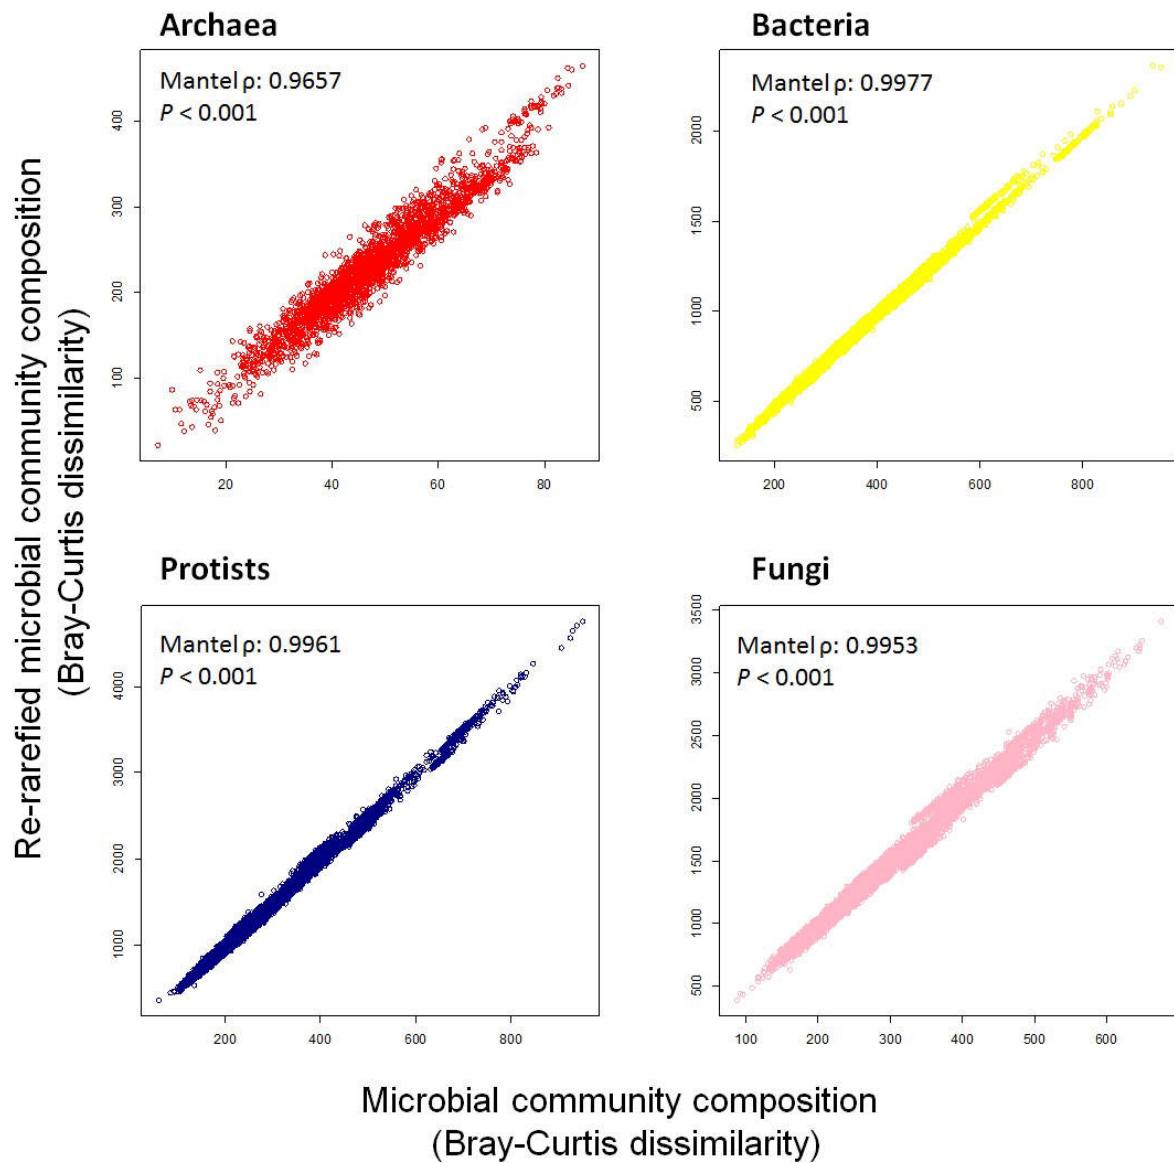 Archaea
Mantel ρ: 0.9657
P < 0.001
400
300
200
100
20
40
60
80
Bacteria
Mantel ρ: 0.9977
P < 0.001
2000
1500
1000
500
200
400
600
800
Protists
Mantel ρ: 0.9961
P < 0.001
4000
3000
2000
1000
200
400
600
800
Fungi
Mantel ρ: 0.9953
P < 0.001
3500
3000
2500
2000
1500
1000
500
100
200
300
400
500
600
Re-rarefied microbial community composition
(Bray-Curtis dissimilarity)
Microbial community composition
(Bray-Curtis dissimilarity)